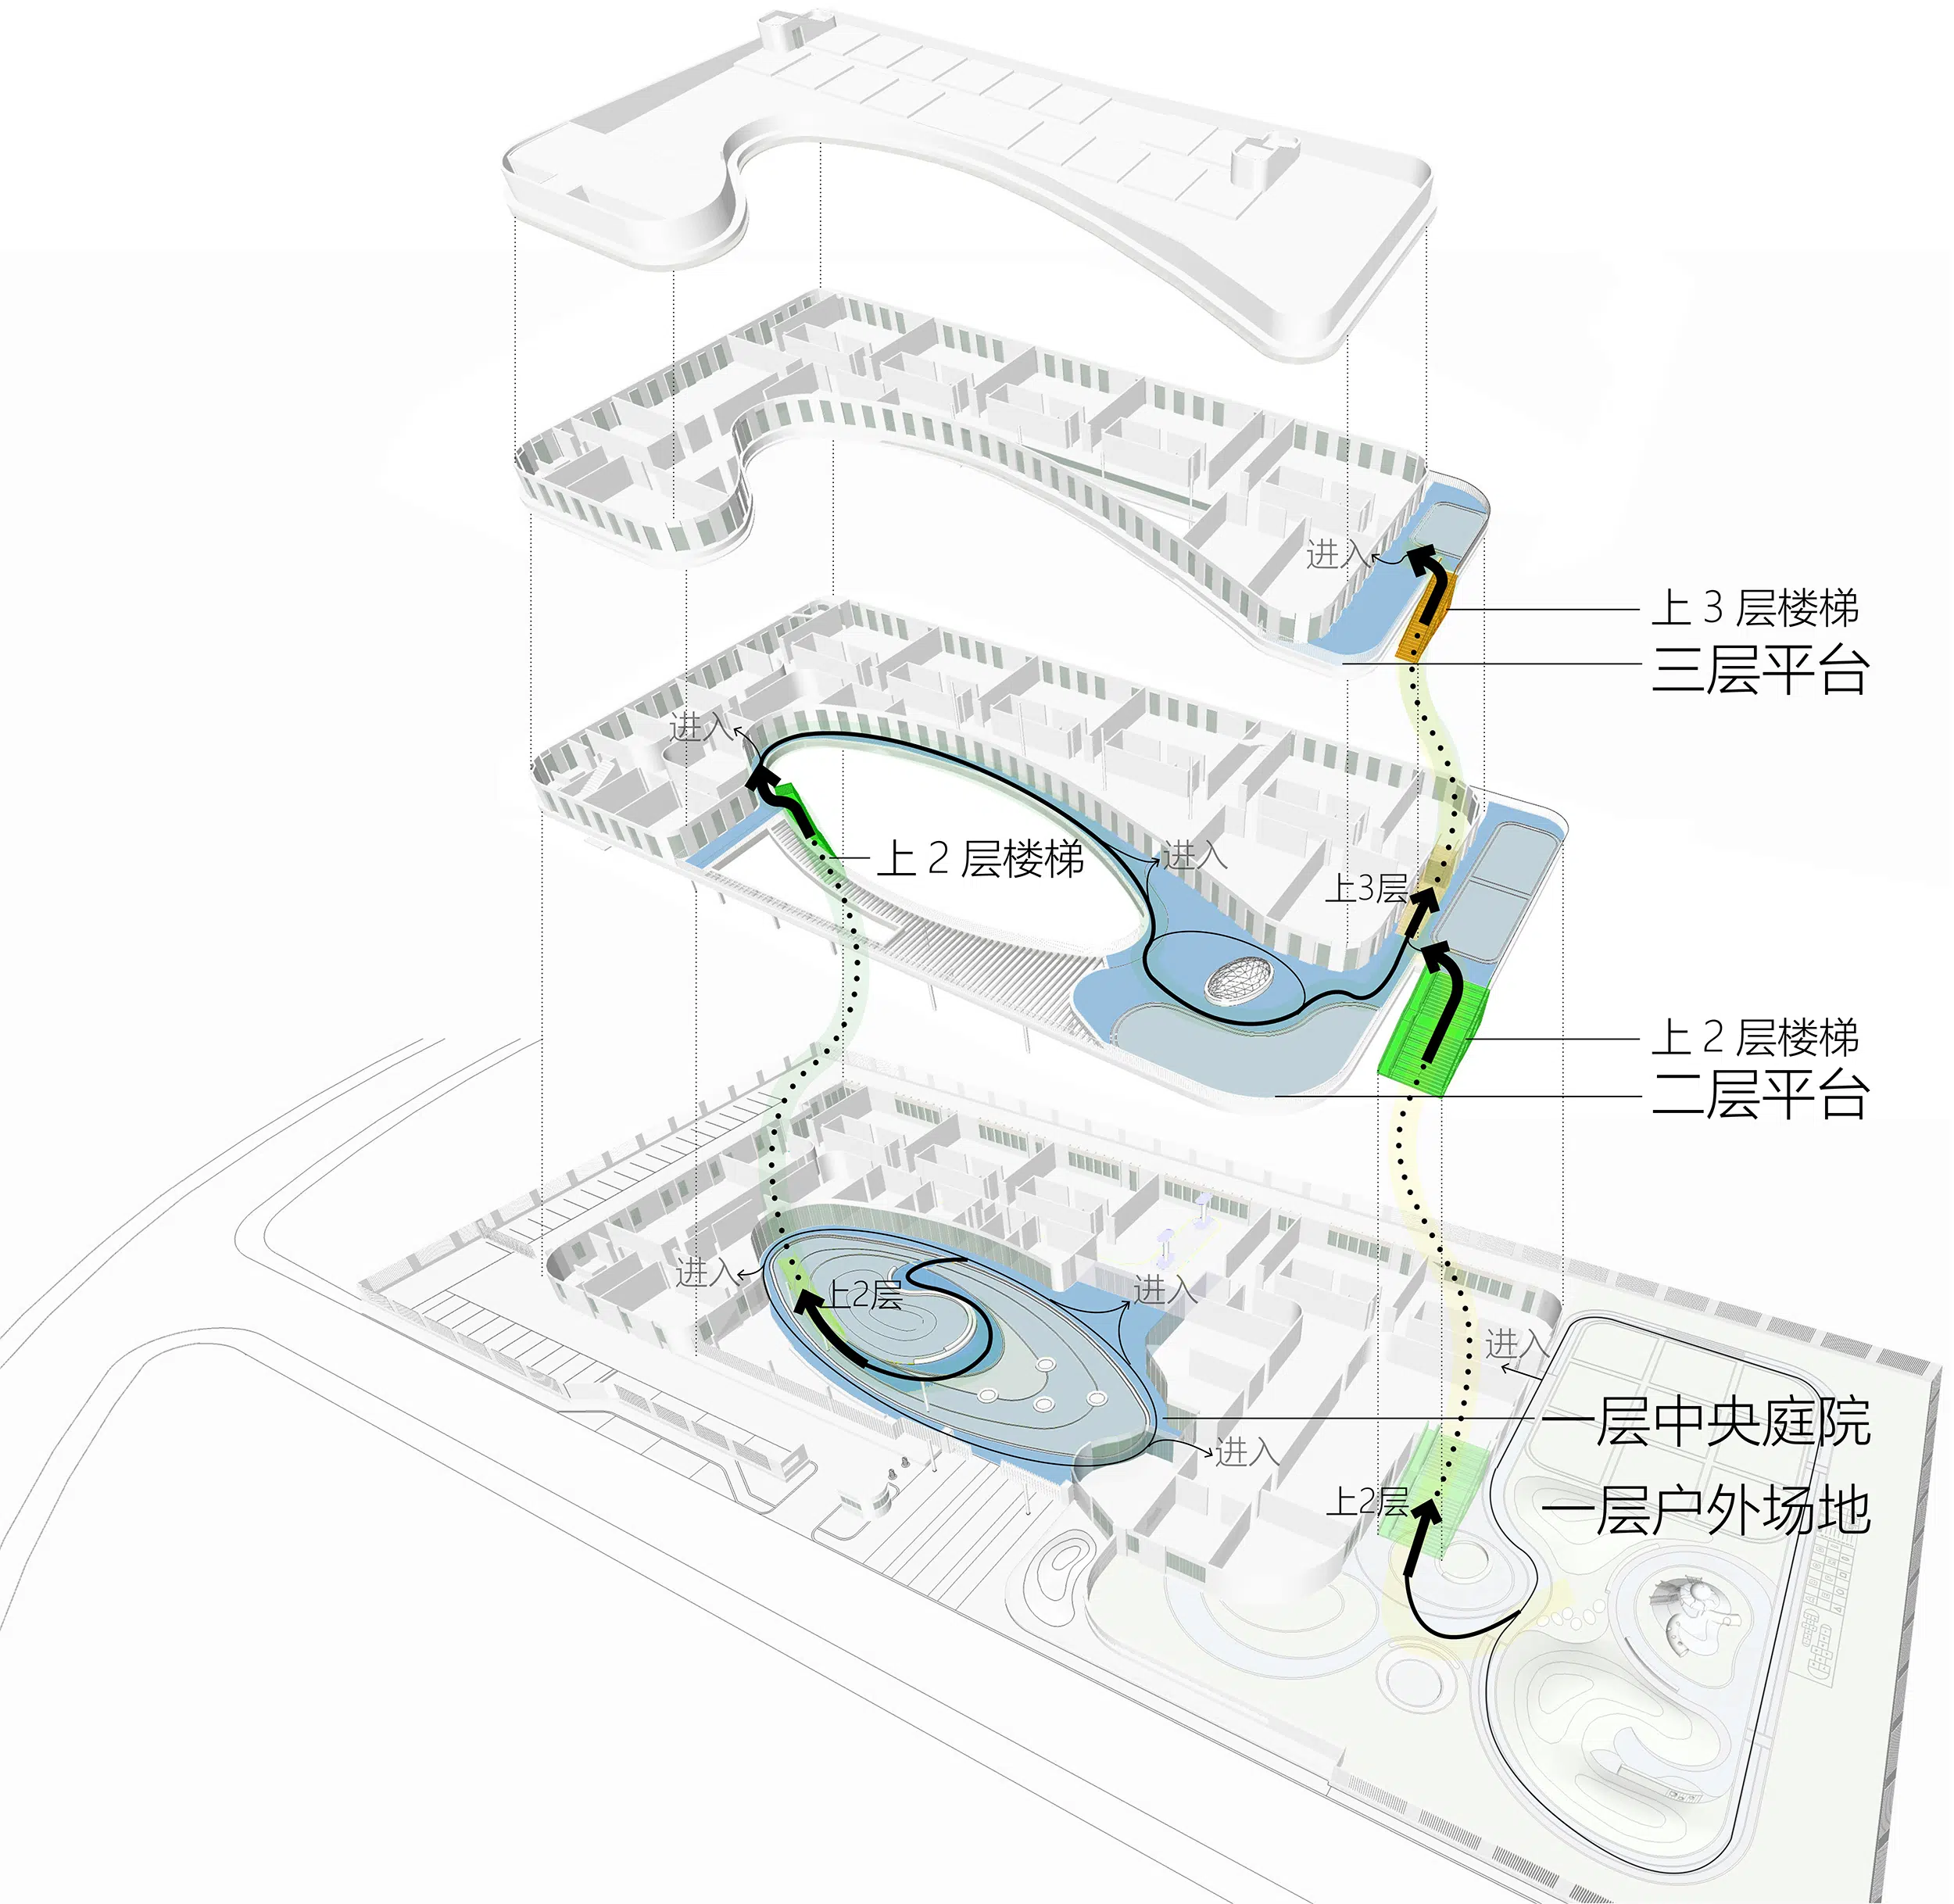 进入
上 3 层楼梯
三层平台
进入
上 2 层楼梯
进入
上3层
上 2 层楼梯
二层平台
进入
上2层
进入
进入
一层中央庭院
进入
上2层
一层户外场地